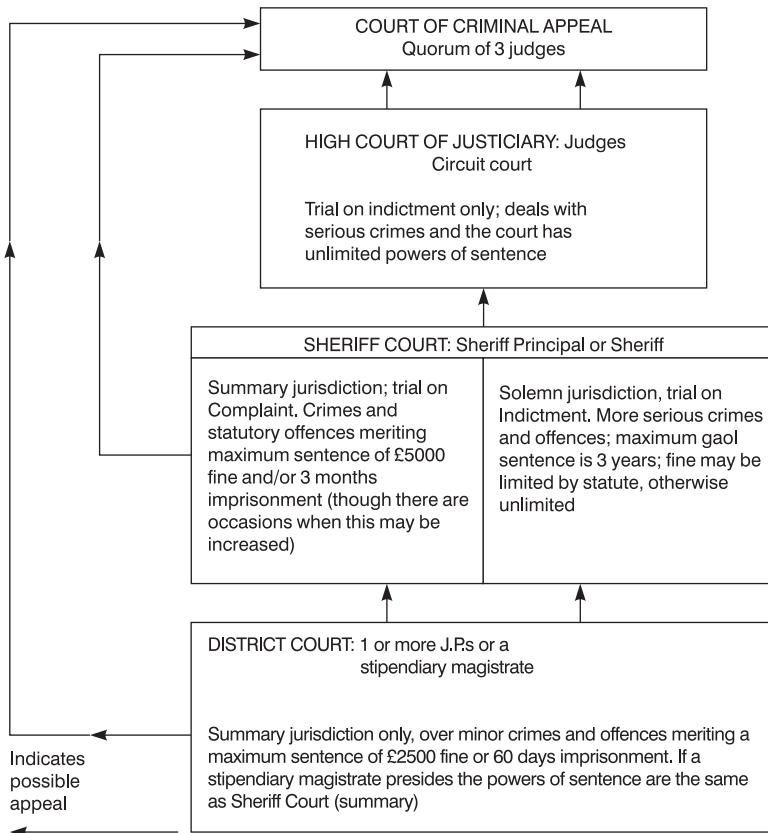 COURT OF CRIMINAL APPEAL
Quorum of 3 judges
HIGH COURT OF JUSTICIARY: Judges
Circuit court
Trial on indictment only; deals with
serious crimes and the court has
unlimited powers of sentence
SHERIFF COURT: Sheriff Principal or Sheriff
Summary jurisdiction; trial on
Complaint. Crimes and
statutory offences meriting
maximum sentence of £5000
fine and/or 3 months
imprisonment (though there are
occasions when this may be
increased)
Solemn jurisdiction, trial on
Indictment. More serious crimes
and offences; maximum gaol
sentence is 3 years; fine may be
limited by statute, otherwise
unlimited
DISTRICT COURT: 1 or more J.P.s or a
stipendiary magistrate
Summary jurisdiction only, over minor crimes and offences meriting a
maximum sentence of £2500 fine or 60 days imprisonment. If a
stipendiary magistrate presides the powers of sentence are the same
as Sheriff Court (summary)
Indicates
possible
appeal